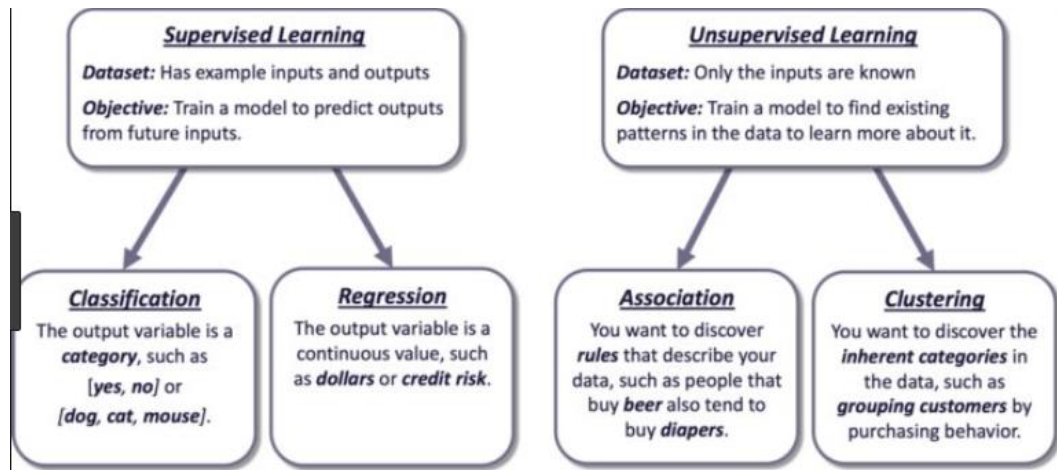 Supervised Learning
Dataset: Has example inputs and outputs
Objective: Train a model to predict outputs
from future inputs.
Unsupervised Learning
Dataset: Only the inputs are known
Objective: Train a model to find existing
patterns in the data to learn more about it.
Classification
The output variable is a
category, such as
[yes, no] or
[dog, cat, mouse].
Regression
The output variable is a
continuous value, such
as dollars or credit risk.
Association
You want to discover
rules that describe your
data, such as people that
buy beer also tend to
buy diapers.
Clustering
You want to discover the
inherent categories in
the data, such as
grouping customers by
purchasing behavior.